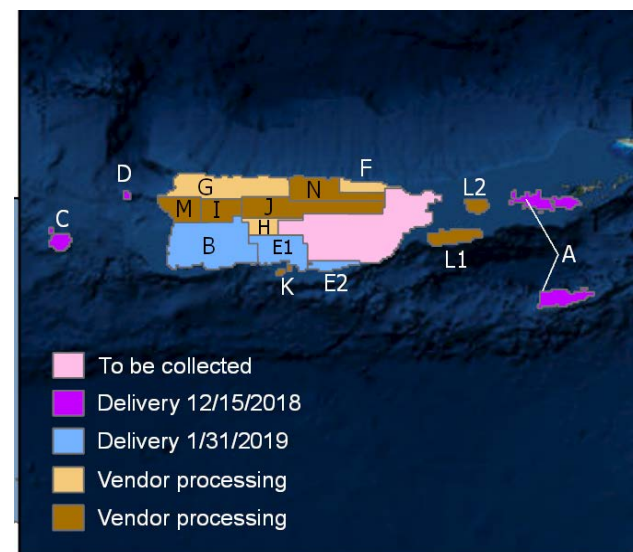 D
G
N
F
L2
C
M
I
J
H
B
E1
L1
A
K
E2
To be collected
Delivery 12/15/2018
Delivery 1/31/2019
Vendor processing
Vendor processing